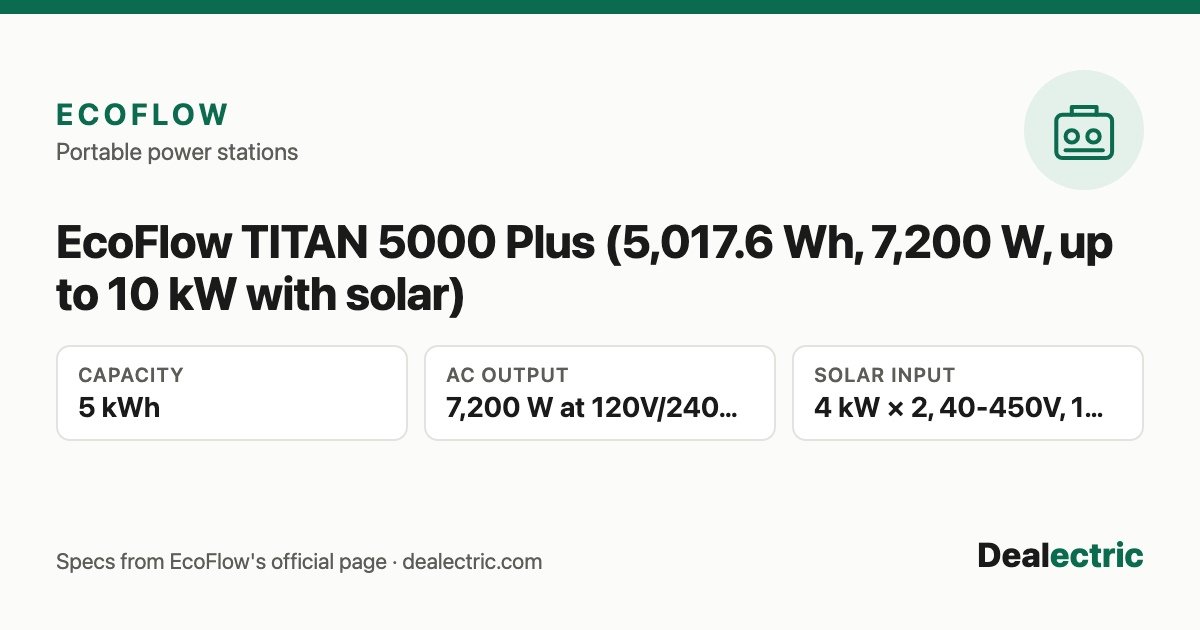 ECOFLOW
Portable power stations
EcoFlow TITAN 5000 Plus (5,017.6 Wh, 7,200 W, up
to 10 kW with solar)
CAPACITY
5 kWh
AC OUTPUT
7,200 W at 120V/240...
SOLAR INPUT
4 kW × 2, 40-450V, 1...
Specs from EcoFlow's official page · dealectric.com
Dealectric